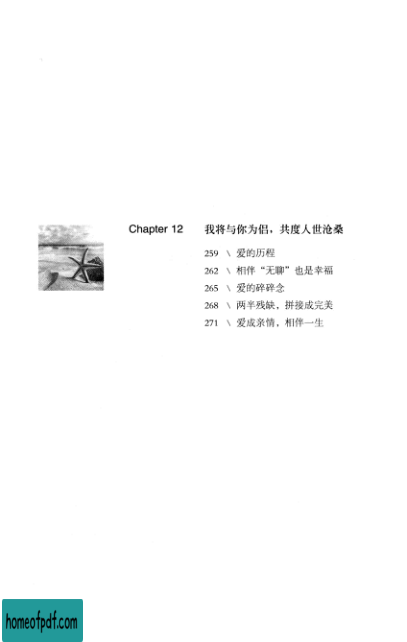 Chapter 12 我将与你为侣，共度人世沧桑
259 \ 爱的历程
262 \ 相伴“无聊”也是幸福
265 \ 爱的碎碎念
268 \ 两半残缺，拼接成完美
271 \ 爱成亲情，相伴一生
homeofpdf.com